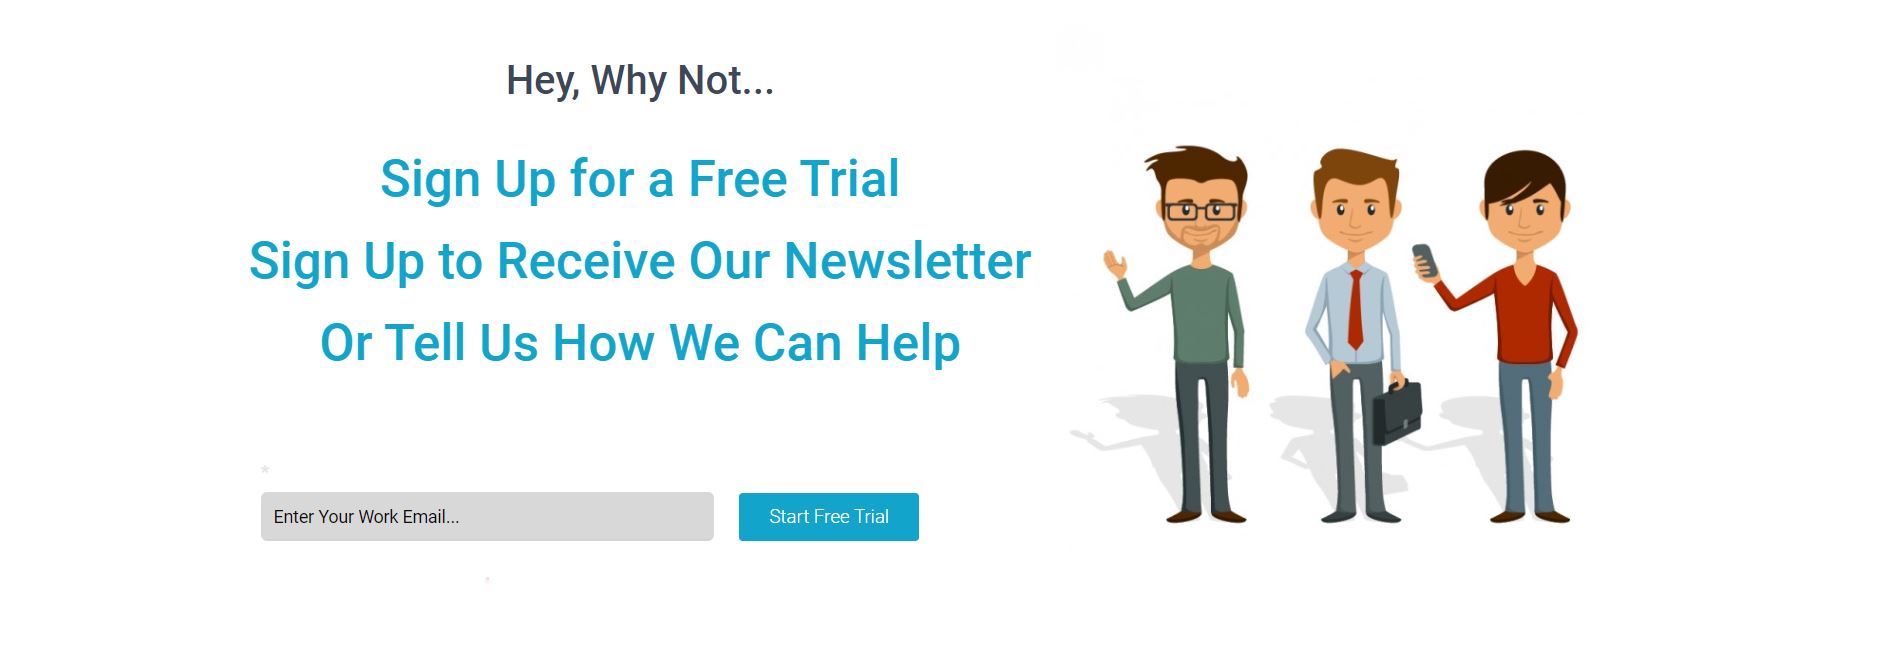 Hey, Why Not...
Sign Up for a Free Trial
Sign Up to Receive Our Newsletter
Or Tell Us How We Can Help
*
Enter Your Work Email...
Start Free Trial
*